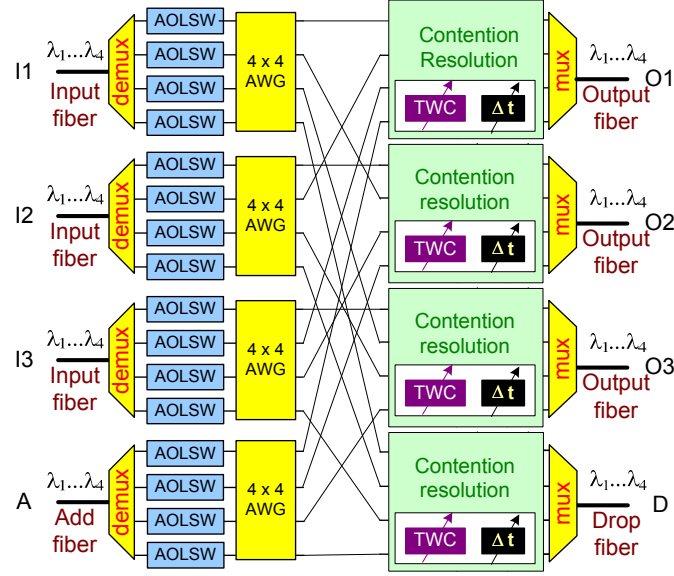 I1
λ1...λ4
Input
fiber
demux
AOLSW
AOLSW
AOLSW
AOLSW
4 x 4
AWG
Contention
Resolution
TWC
Δ t
mux
λ1...λ4
Output
fiber
O1
I2
λ1...λ4
Input
fiber
demux
AOLSW
AOLSW
AOLSW
AOLSW
4 x 4
AWG
Contention
resolution
TWC
Δ t
mux
λ1...λ4
Output
fiber
O2
I3
λ1...λ4
Input
fiber
demux
AOLSW
AOLSW
AOLSW
AOLSW
4 x 4
AWG
Contention
resolution
TWC
Δ t
mux
λ1...λ4
Output
fiber
O3
A
λ1...λ4
Add
fiber
demux
AOLSW
AOLSW
AOLSW
AOLSW
4 x 4
AWG
Contention
resolution
TWC
Δ t
mux
λ1...λ4
Drop
fiber
D